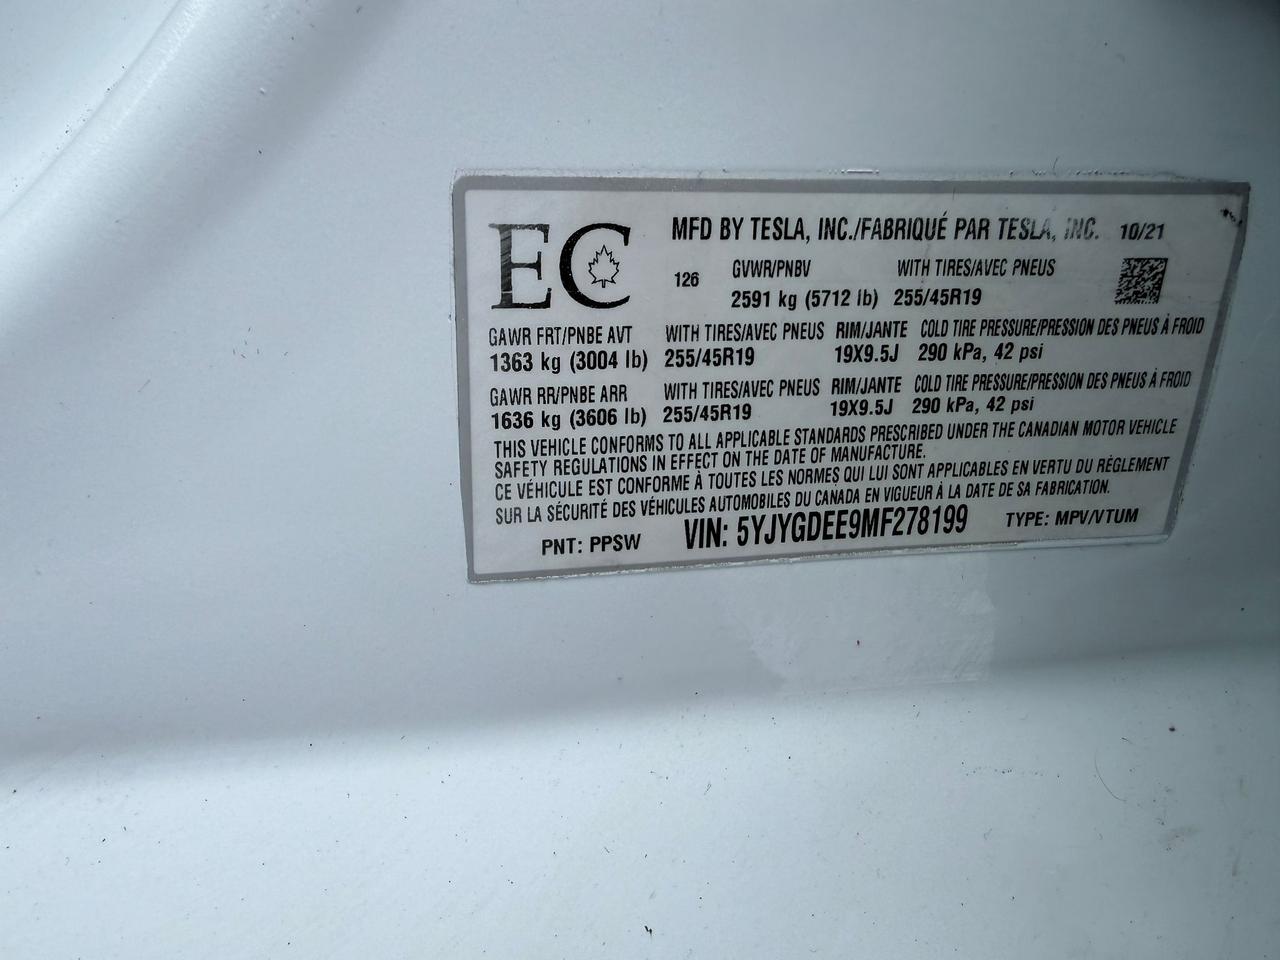 EC
MFD BY TESLA, INC./FABRIQUÉ PAR TESLA, INC. 10/21
126 GVWR/PNBV WITH TIRES/AVEC PNEUS
2591 kg (5712 lb) 255/45R19
GAWR FRT/PNBE AVT WITH TIRES/AVEC PNEUS RIM/JANTE COLD TIRE PRESSURE/PRESSION DES PNEUS À FROID
1363 kg (3004 lb) 255/45R19 19X9.5J 290 kPa, 42 psi
GAWR RR/PNBE ARR WITH TIRES/AVEC PNEUS RIM/JANTE COLD TIRE PRESSURE/PRESSION DES PNEUS À FROID
1636 kg (3606 lb) 255/45R19 19X9.5J 290 kPa, 42 psi
THIS VEHICLE CONFORMS TO ALL APPLICABLE STANDARDS PRESCRIBED UNDER THE CANADIAN MOTOR VEHICLE
SAFETY REGULATIONS IN EFFECT ON THE DATE OF MANUFACTURE.
CE VÉHICULE EST CONFORME À TOUTES LES NORMES QUI LUI SONT APPLICABLES EN VERTU DU RÈGLEMENT
SUR LA SÉCURITÉ DES VÉHICULES AUTOMOBILES DU CANADA EN VIGUEUR À LA DATE DE SA FABRICATION.
PNT: PPSW VIN: 5YJYGDEE9MF278199 TYPE: MPV/VTUM